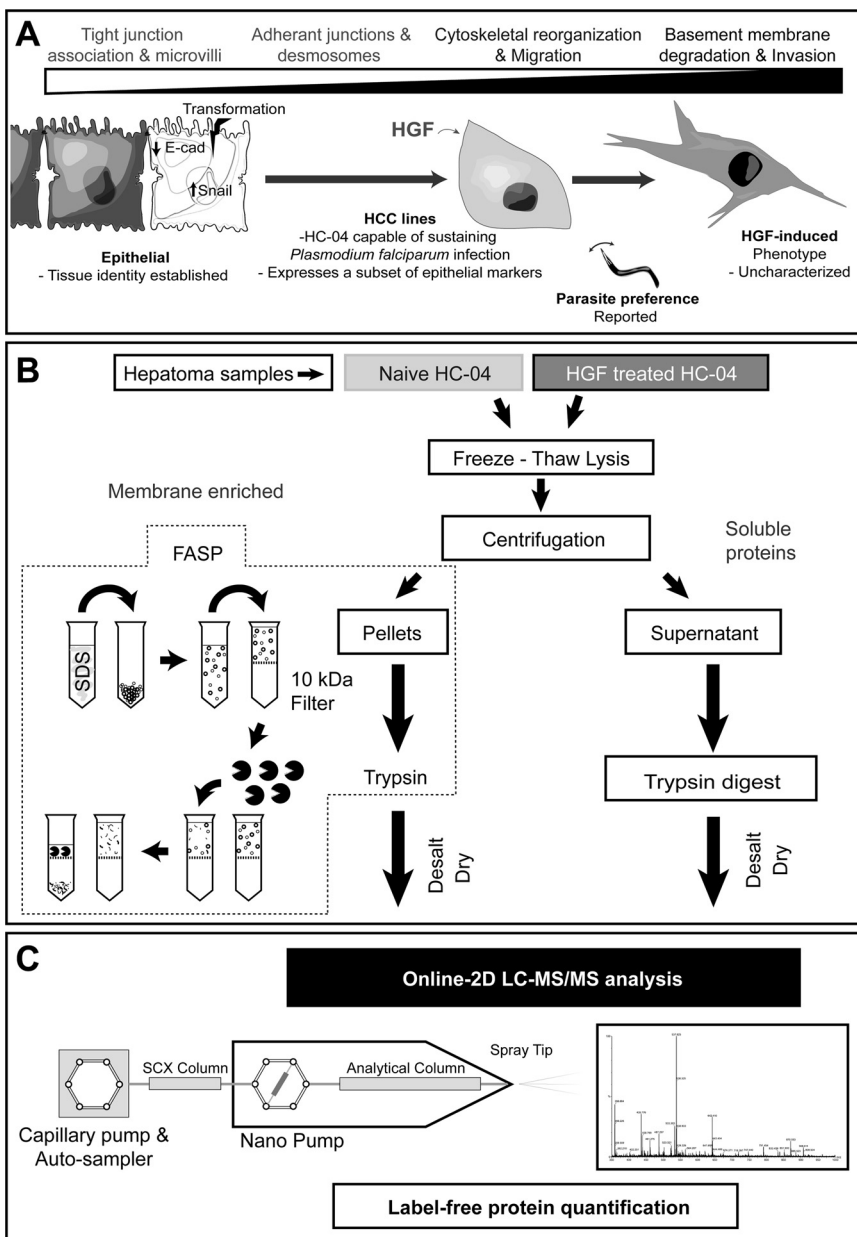 A
Tight junction
association & microvilli
Adherant junctions &
desmosomes
Cytoskeletal reorganization
& Migration
Basement membrane
degradation & Invasion
Transformation
E-cad
Snail
HGF
Epithelial
- Tissue identity established
HCC lines
-HC-04 capable of sustaining
Plasmodium falciparum infection
- Expresses a subset of epithelial markers
Parasite preference
Reported
HGF-induced
Phenotype
- Uncharacterized
B
Hepatoma samples
Naive HC-04
HGF treated HC-04
Freeze - Thaw Lysis
Membrane enriched
Centrifugation
Soluble
proteins
FASP
SDS
10 kDa
Filter
Pellets
Supernatant
Trypsin
Trypsin digest
Desalt
Dry
Desalt
Dry
C
Online-2D LC-MS/MS analysis
SCX Column
Analytical Column
Spray Tip
Capillary pump &
Auto-sampler
Nano Pump
Label-free protein quantification